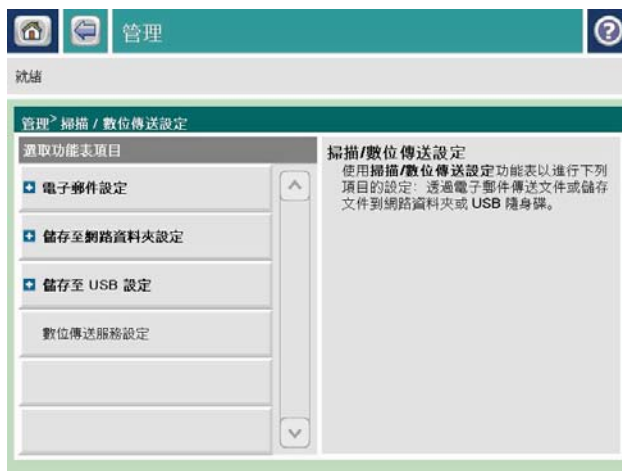 管理
就緒
管理> 掃描 / 數位傳送設定
選取功能表項目
電子郵件設定
儲存至網路資料夾設定
儲存至 USB 設定
數位傳送服務設定
掃描/數位傳送設定
使用掃描/數位傳送設定功能表以進行下列
項目的設定：透過電子郵件傳送文件或儲存
文件到網路資料夾或 USB 隨身碟。